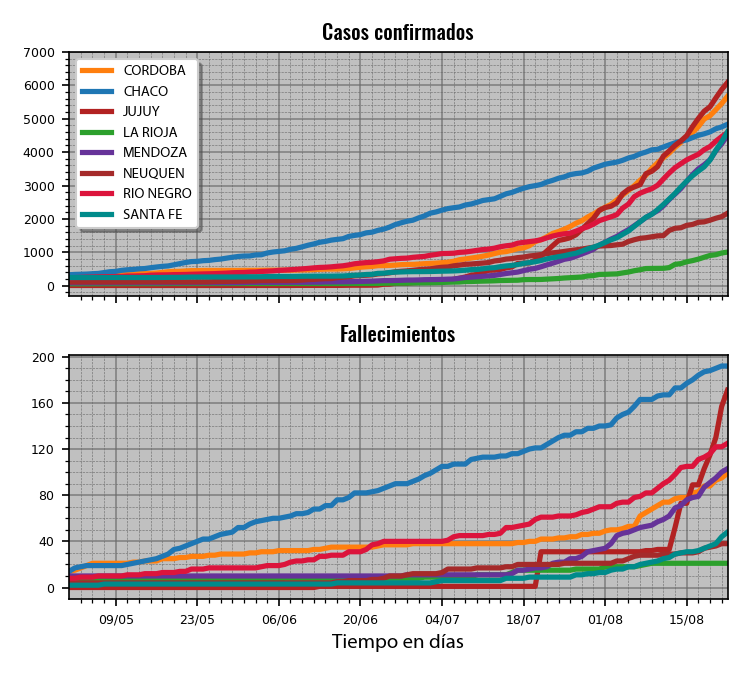 Casos confirmados
7000
6000
5000
4000
3000
2000
1000
0
CORDOBA
CHACO
JUJUY
LA RIOJA
MENDOZA
NEUQUEN
RIO NEGRO
SANTA FE
Fallecimientos
200
160
120
80
40
0
09/05 23/05 06/06 20/06 04/07 18/07 01/08 15/08
Tiempo en días